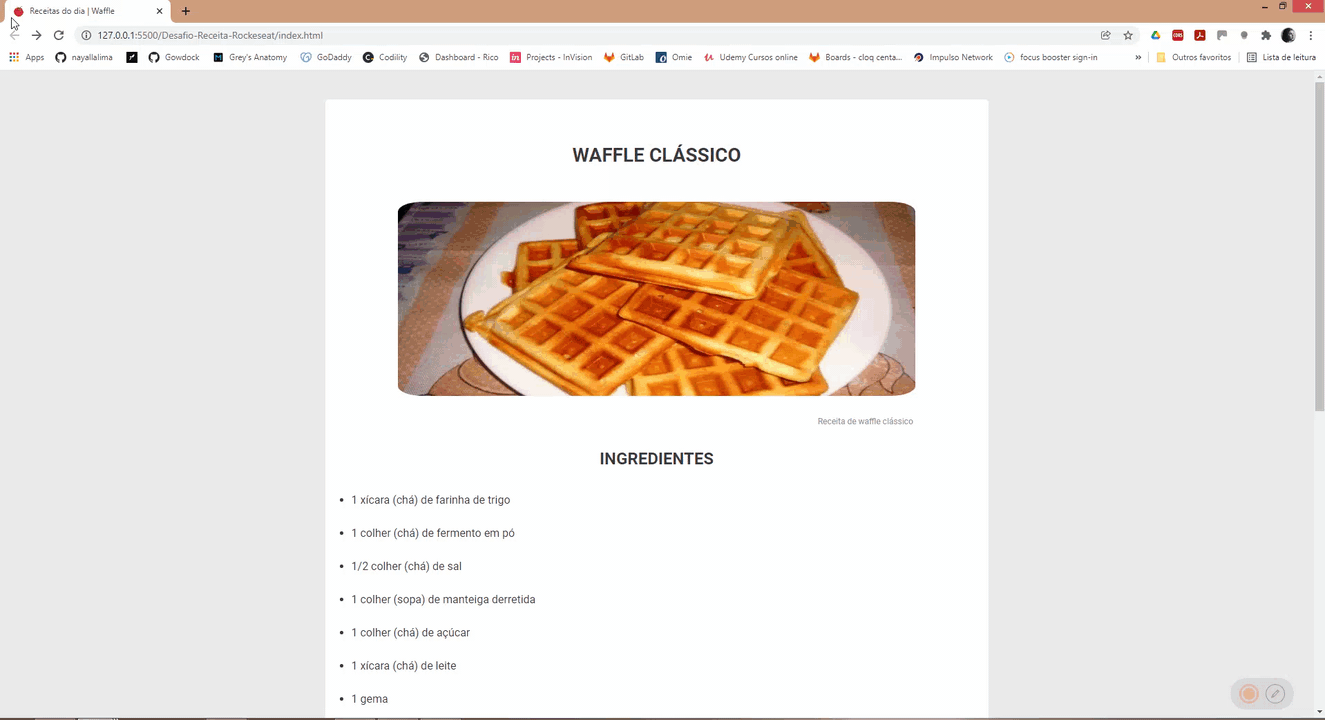 Receitas do dia | Waffle
127.0.0.1:5500/Desafio-Receita-Rockeseat/index.html
Apps nayallalima Gowdock Grey's Anatomy GoDaddy Codility Dashboard - Rico Projects - InVision GitLab Omie Udemy Cursos online Boards - cloq centa... Impulso Network focus booster sign-in » Outros favoritos Lista de leitura
WAFFLE CLÁSSICO
Receita de waffle clássico
INGREDIENTES
• 1 xícara (chá) de farinha de trigo
• 1 colher (chá) de fermento em pó
• 1/2 colher (chá) de sal
• 1 colher (sopa) de manteiga derretida
• 1 colher (chá) de açúcar
• 1 xícara (chá) de leite
• 1 gema